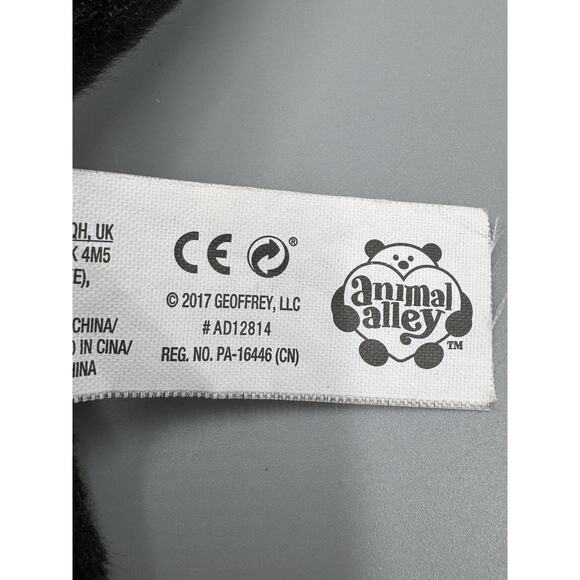 QH, UK
K 4M5
E),
CHINA/
D IN CINA/
HINA
CE
®
© 2017 GEOFFREY, LLC
# AD12814
REG. NO. PA-16446 (CN)
animal
alley
TM